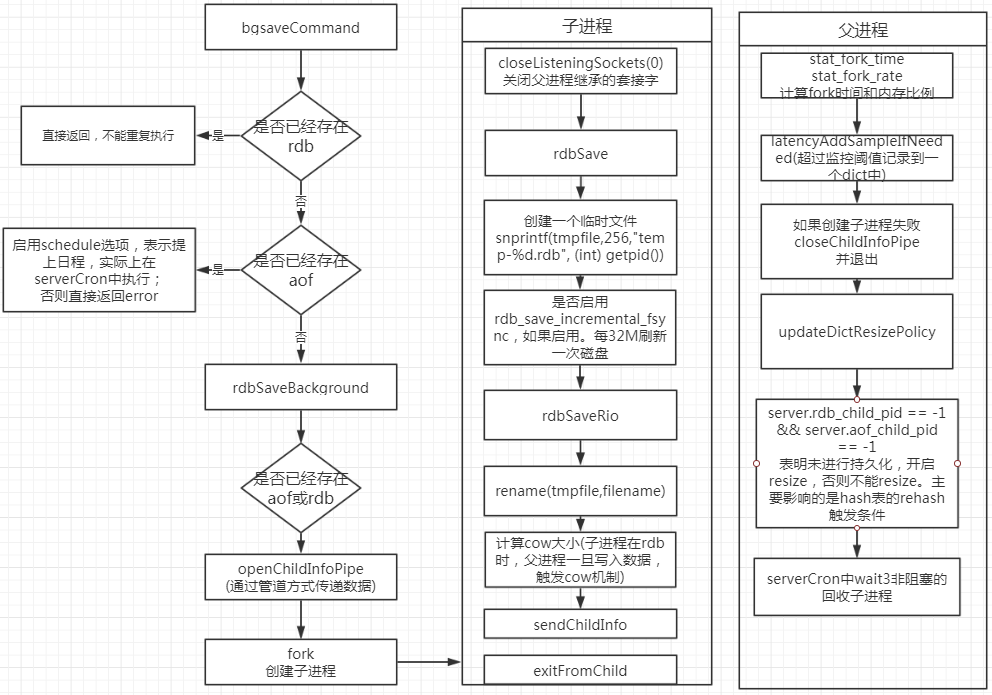 bgsaveCommand
是否已经存在
rdb
是
直接返回，不能重复执行
否
是否已经存在
aof
是
启用schedule选项，表示提
上日程，实际上在
serverCron中执行；
否则直接返回error
否
rdbSaveBackground
是否已经存在
aof或rdb
openChildInfoPipe
(通过管道方式传递数据)
fork
创建子进程
子进程
closeListeningSockets(0)
关闭父进程继承的套接字
rdbSave
创建一个临时文件
snprintf(tmpfile,256,"tem
p-%d.rdb", (int) getpid())
是否启用
rdb_save_incremental_fsy
nc，如果启用。每32M刷新
一次磁盘
rdbSaveRio
rename(tmpfile,filename)
计算cow大小(子进程在rdb
时，父进程一旦写入数据，
触发cow机制)
sendChildInfo
exitFromChild
父进程
stat_fork_time
stat_fork_rate
计算fork时间和内存比例
latencyAddSampleIfNeed
ed(超过监控阈值记录到一
个dict中)
如果创建子进程失败
closeChildInfoPipe
并退出
updateDictResizePolicy
server.rdb_child_pid == -1
&& server.aof_child_pid
== -1
表明未进行持久化，开启
resize，否则不能resize。主
要影响的是hash表的rehash
触发条件
serverCron中wait3非阻塞的
回收子进程